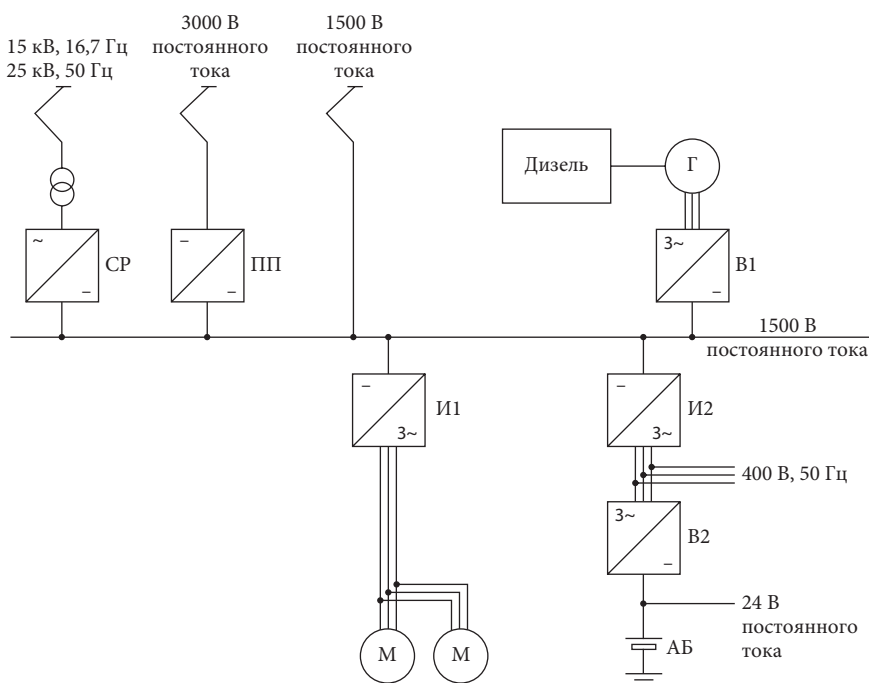 15 кВ, 16,7 Гц
25 кВ, 50 Гц
3000 В
постоянного
тока
1500 В
постоянного
тока
Дизель
Г
~
–
СР
–
–
ПП
3~
–
В1
1500 В
постоянного тока
–
3~
И1
–
3~
И2
400 В, 50 Гц
3~
–
В2
24 В
постоянного
тока
М
М
АБ